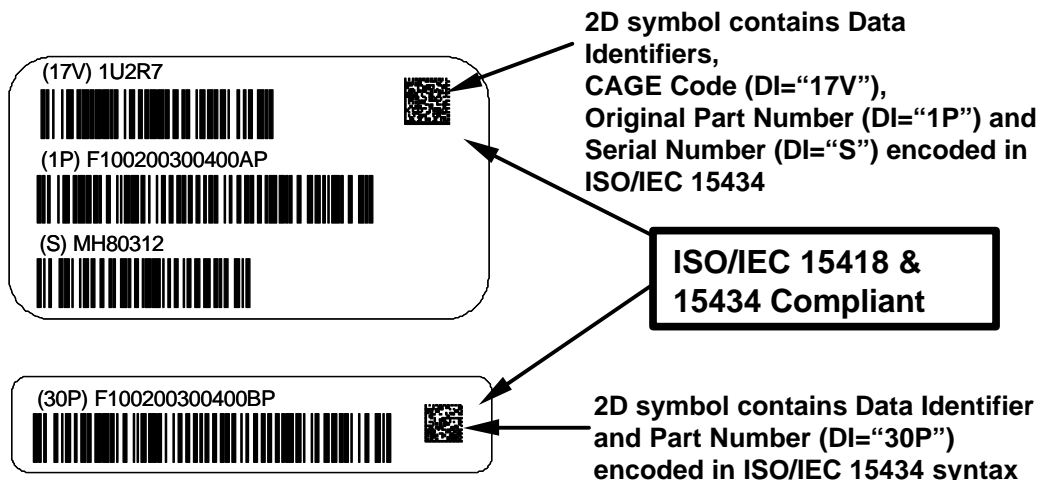 2D symbol contains Data
Identifiers,
CAGE Code (DI=“17V”),
Original Part Number (DI=“1P”) and
Serial Number (DI=“S”) encoded in
ISO/IEC 15434
(17V) 1U2R7
(1P) F100200300400AP
(S) MH80312
ISO/IEC 15418 &
15434 Compliant
(30P) F100200300400BP
2D symbol contains Data Identifier
and Part Number (DI=“30P”)
encoded in ISO/IEC 15434 syntax